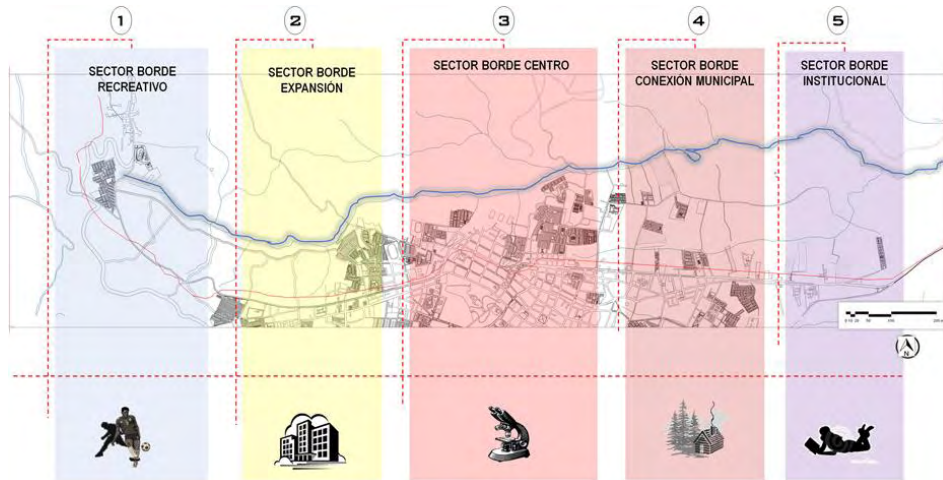 1
2
3
4
5
SECTOR BORDE
RECREATIVO
SECTOR BORDE
EXPANSIÓN
SECTOR BORDE CENTRO
SECTOR BORDE
CONEXIÓN MUNICIPAL
SECTOR BORDE
INSTITUCIONAL
N